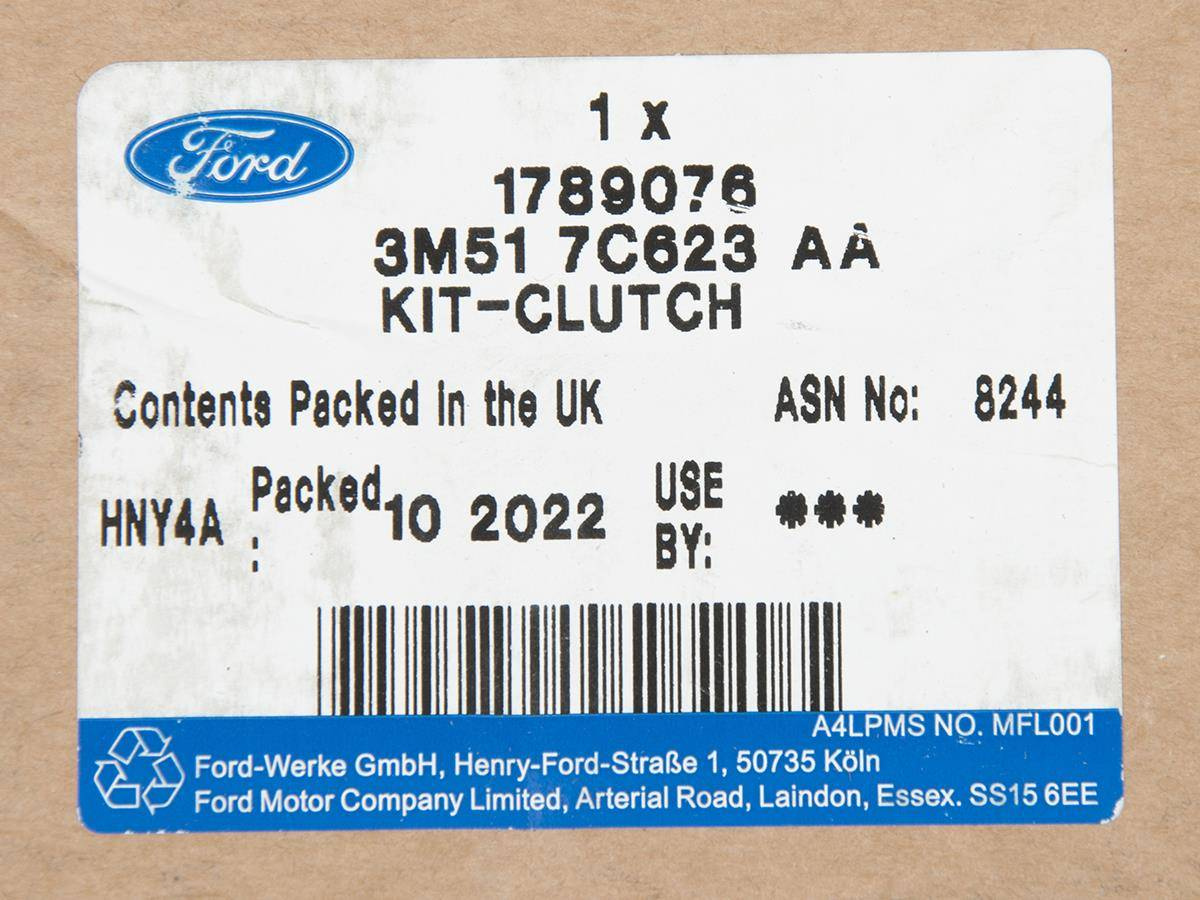 Ford
1 x
1789076
3M51 7C623 AA
KIT-CLUTCH
Contents Packed in the UK ASN No: 8244
HNY4A Packed : 10 2022 USE BY: ***
A4LPMS NO. MFL001
Ford-Werke GmbH, Henry-Ford-Straße 1, 50735 Köln
Ford Motor Company Limited, Arterial Road, Laindon, Essex. SS15 6EE